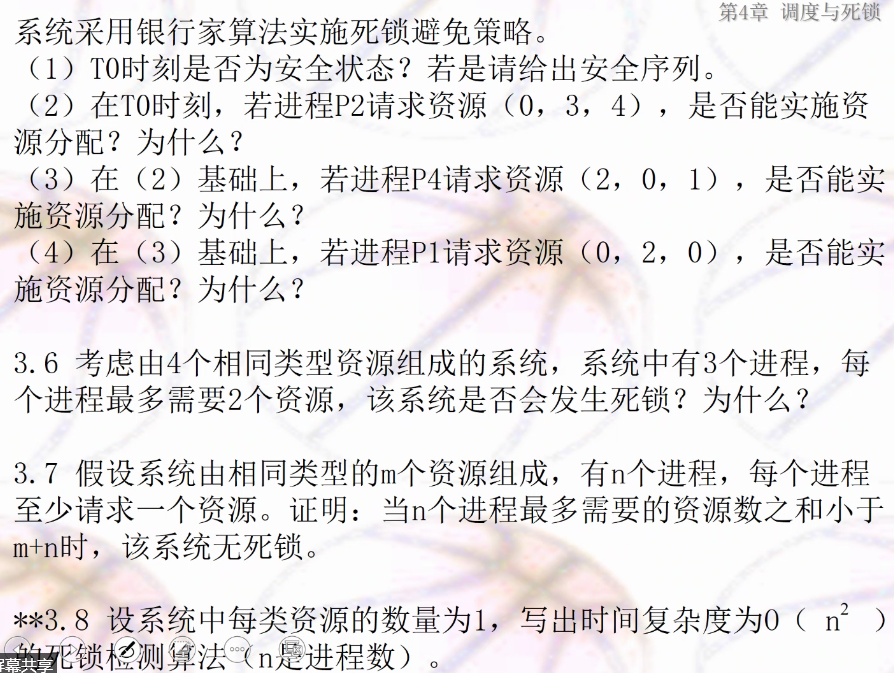 第4章 调度与死锁
系统采用银行家算法实施死锁避免策略。
（1）T0时刻是否为安全状态？若是请给出安全序列。
（2）在T0时刻，若进程P2请求资源（0，3，4），是否能实施资
源分配？为什么？
（3）在（2）基础上，若进程P4请求资源（2，0，1），是否能实
施资源分配？为什么？
（4）在（3）基础上，若进程P1请求资源（0，2，0），是否能实
施资源分配？为什么？
3.6 考虑由4个相同类型资源组成的系统，系统中有3个进程，每
个进程最多需要2个资源，该系统是否会发生死锁？为什么？
3.7 假设系统由相同类型的m个资源组成，有n个进程，每个进程
至少请求一个资源。证明：当n个进程最多需要的资源数之和小于
m+n时，该系统无死锁。
**3.8 设系统中每类资源的数量为1，写出时间复杂度为O（ n² ）
的死锁检测算法（n是进程数）。
屏幕共享